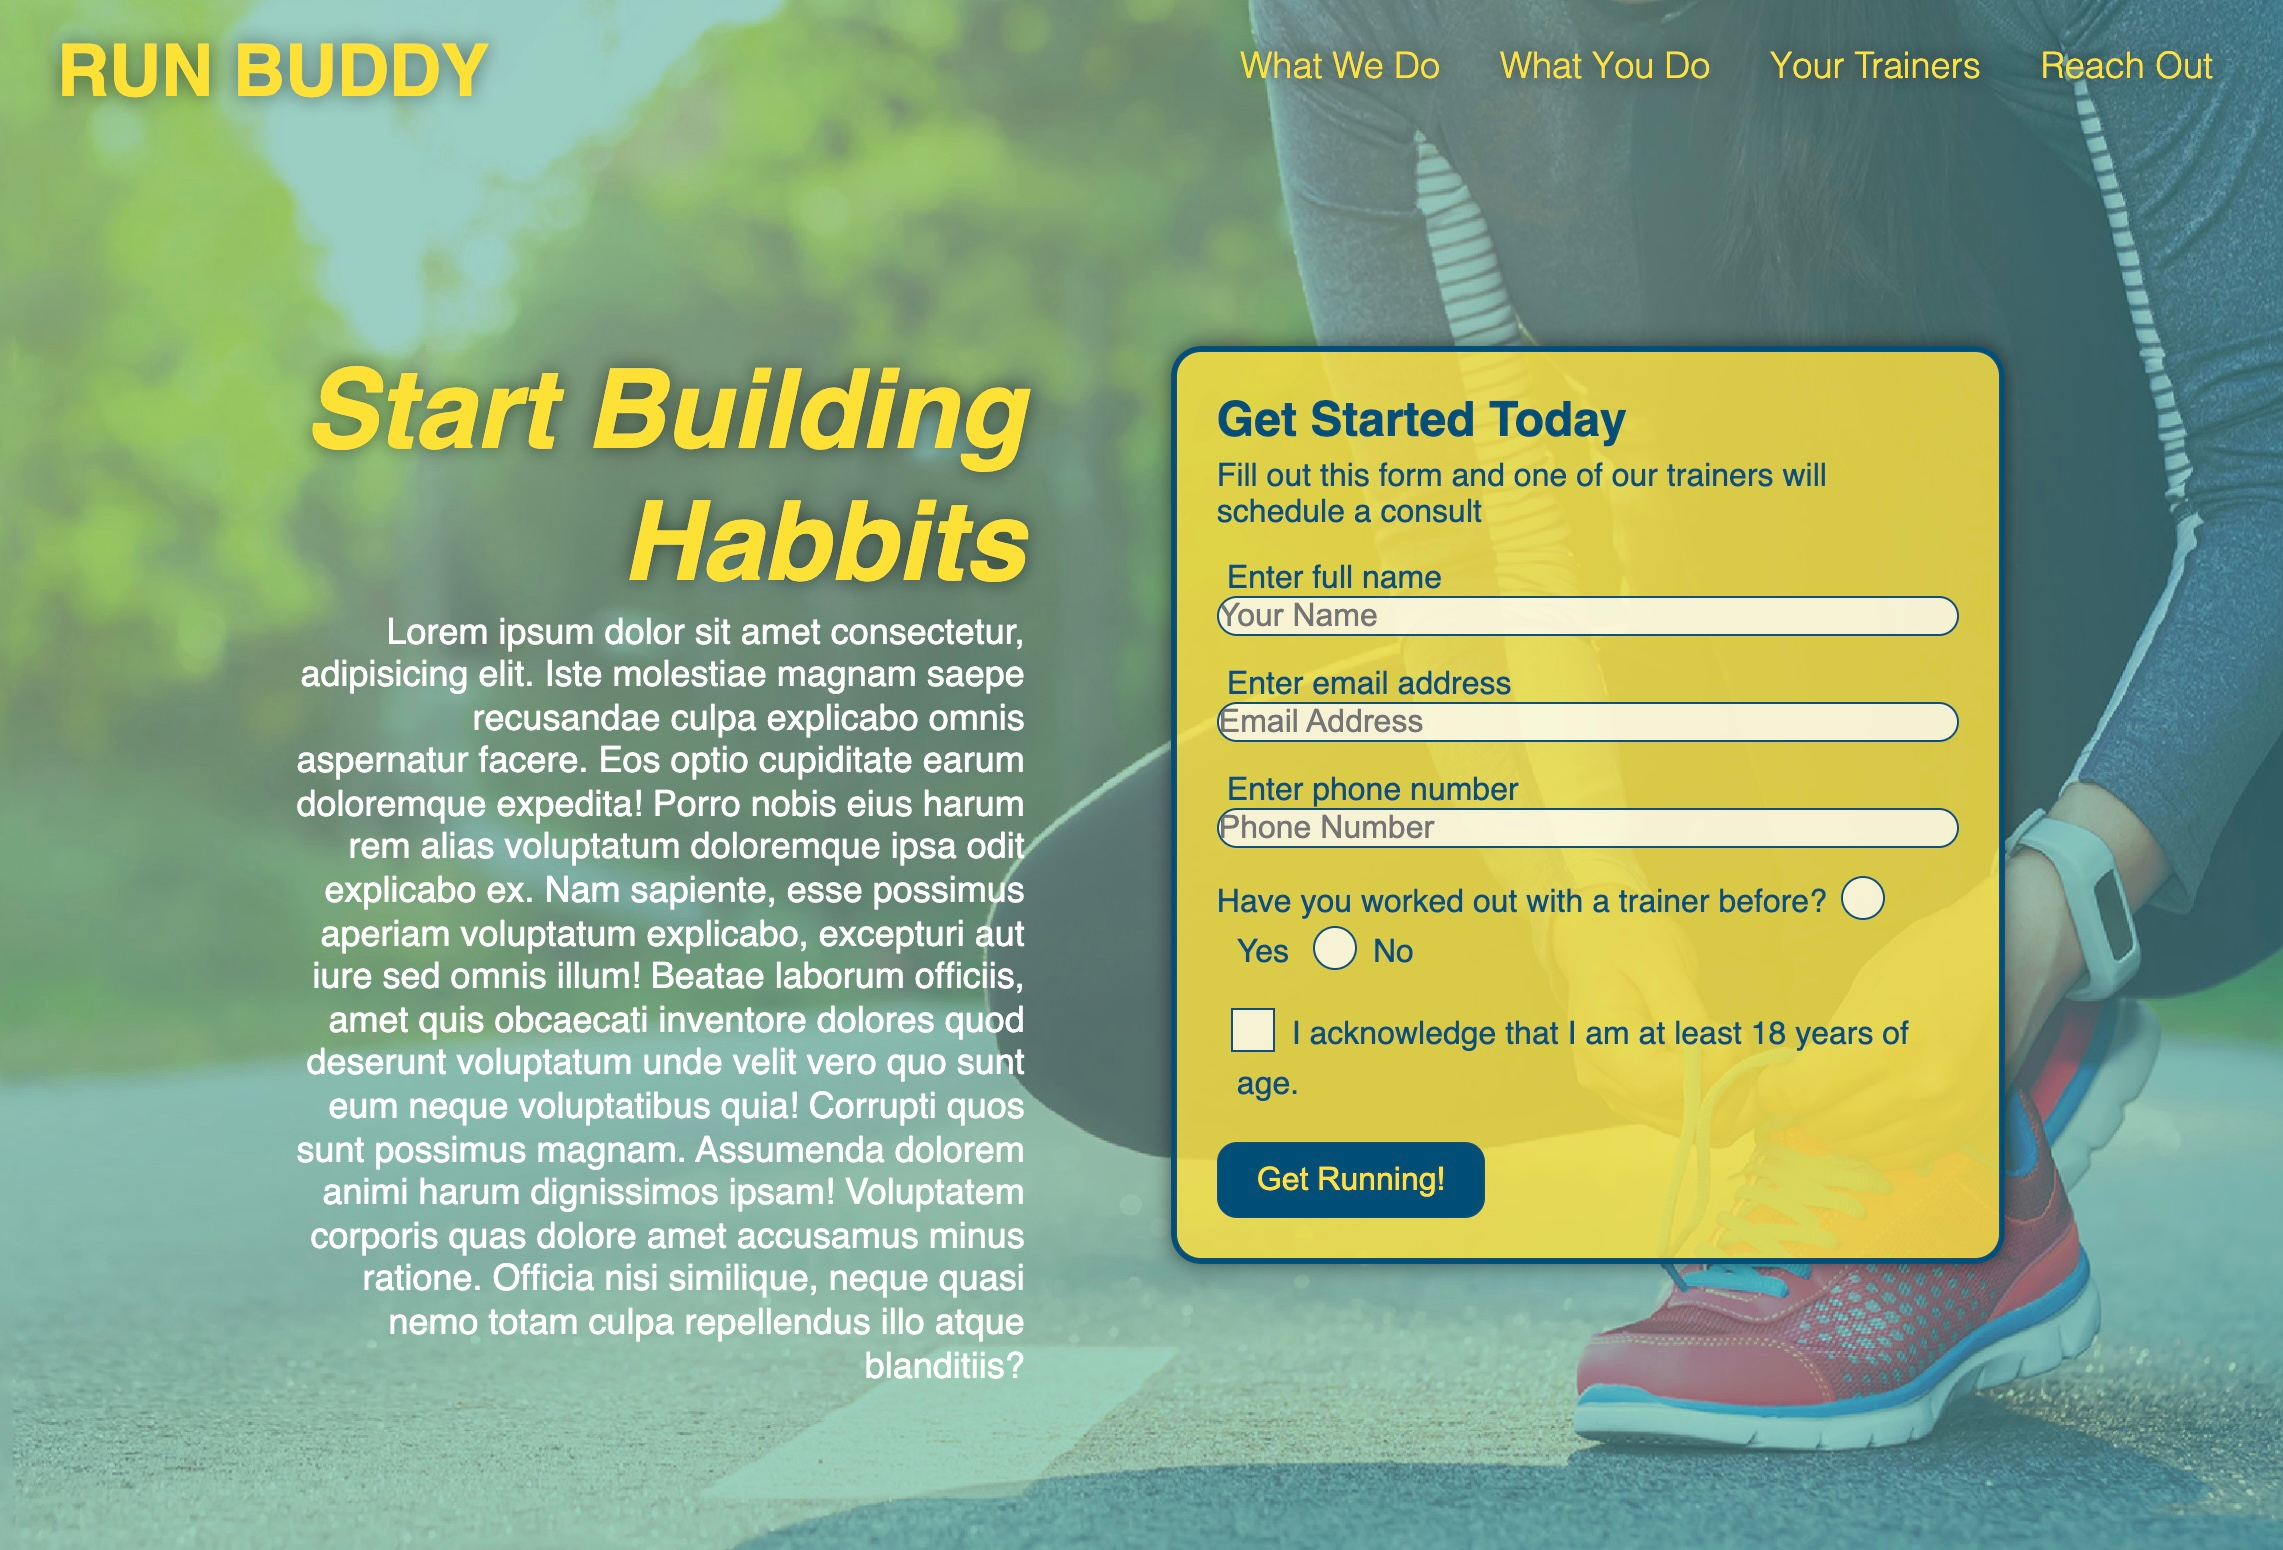 RUN BUDDY
What We Do
What You Do
Your Trainers
Reach Out
Start Building
Habbits
Lorem ipsum dolor sit amet consectetur,
adipisicing elit. Iste molestiae magnam saepe
recusandae culpa explicabo omnis
aspernatur facere. Eos optio cupiditate earum
doloremque expedita! Porro nobis eius harum
rem alias voluptatum doloremque ipsa odit
explicabo ex. Nam sapiente, esse possimus
aperiam voluptatum explicabo, excepturi aut
iure sed omnis illum! Beatae laborum officiis,
amet quis obcaecati inventore dolores quod
deserunt voluptatum unde velit vero quo sunt
eum neque voluptatibus quia! Corrupti quos
sunt possimus magnam. Assumenda dolorem
animi harum dignissimos ipsam! Voluptatem
corporis quas dolore amet accusamus minus
ratione. Officia nisi similique, neque quasi
nemo totam culpa repellendus illo atque
blanditiis?
Get Started Today
Fill out this form and one of our trainers will
schedule a consult
Enter full name
Your Name
Enter email address
Email Address
Enter phone number
Phone Number
Have you worked out with a trainer before?
Yes No
I acknowledge that I am at least 18 years of
age.
Get Running!